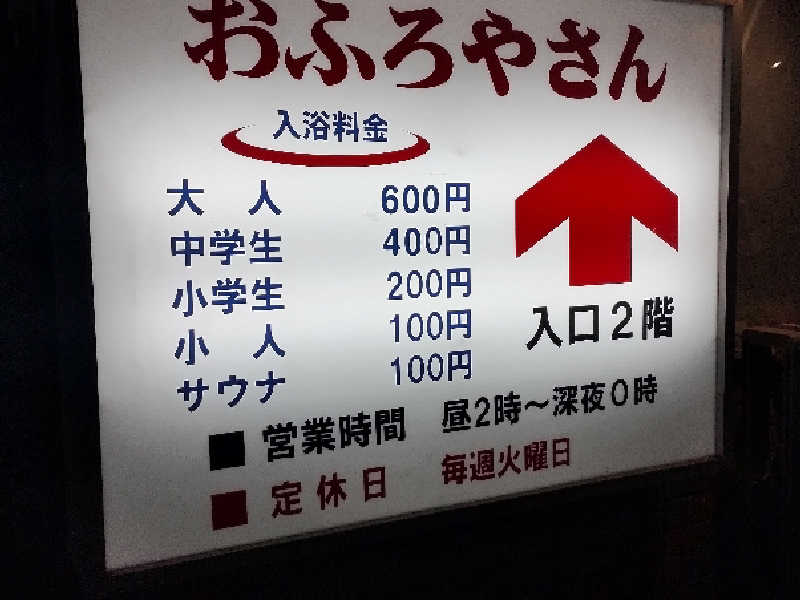 おふろやさん
入浴料金
大人 600円
中学生 400円
小学生 200円
小人 100円
サウナ 100円
入口2階
■営業時間 昼2時～深夜0時
■定休日 毎週火曜日